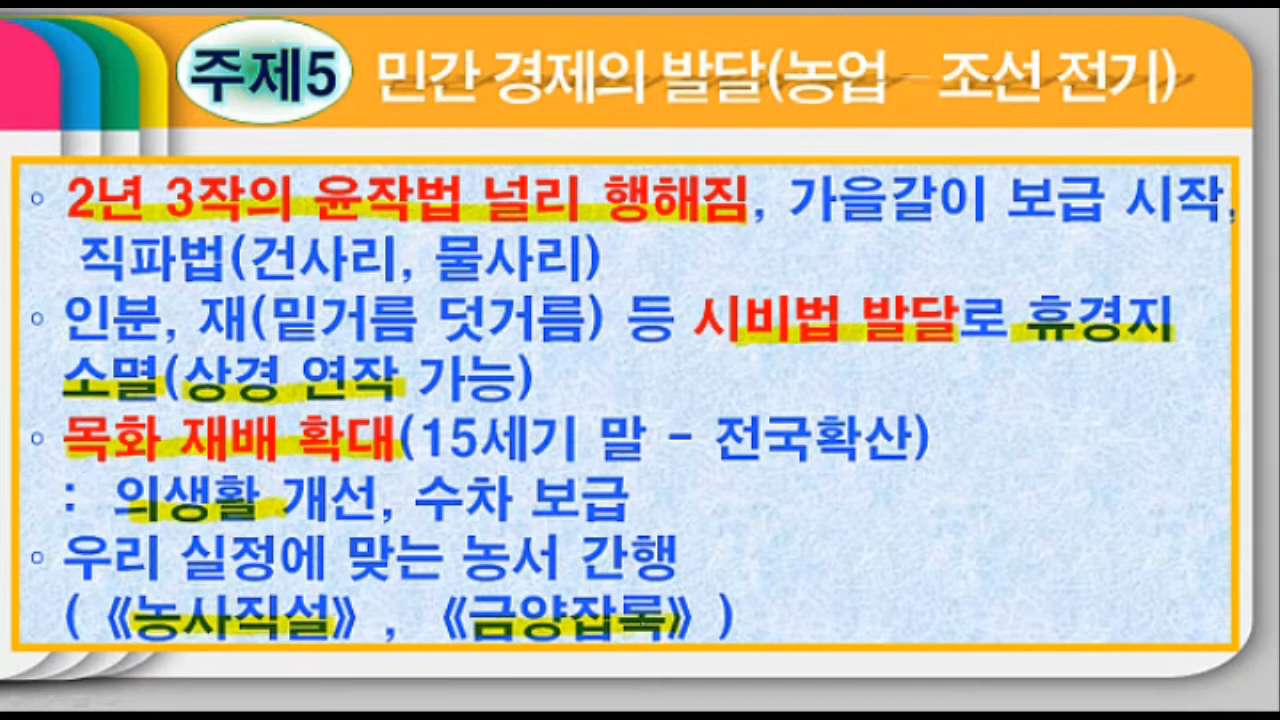 주제5 민간 경제의 발달(농업 - 조선 전기)
◦ 2년 3작의 윤작법 널리 행해짐, 가을갈이 보급 시작,
직파법(건사리, 물사리)
◦ 인분, 재(밑거름 덧거름) 등 시비법 발달로 휴경지
소멸(상경 연작 가능)
◦ 목화 재배 확대(15세기 말 - 전국확산)
: 의생활 개선, 수차 보급
◦ 우리 실정에 맞는 농서 간행
(《농사직설》, 《금양잡록》)